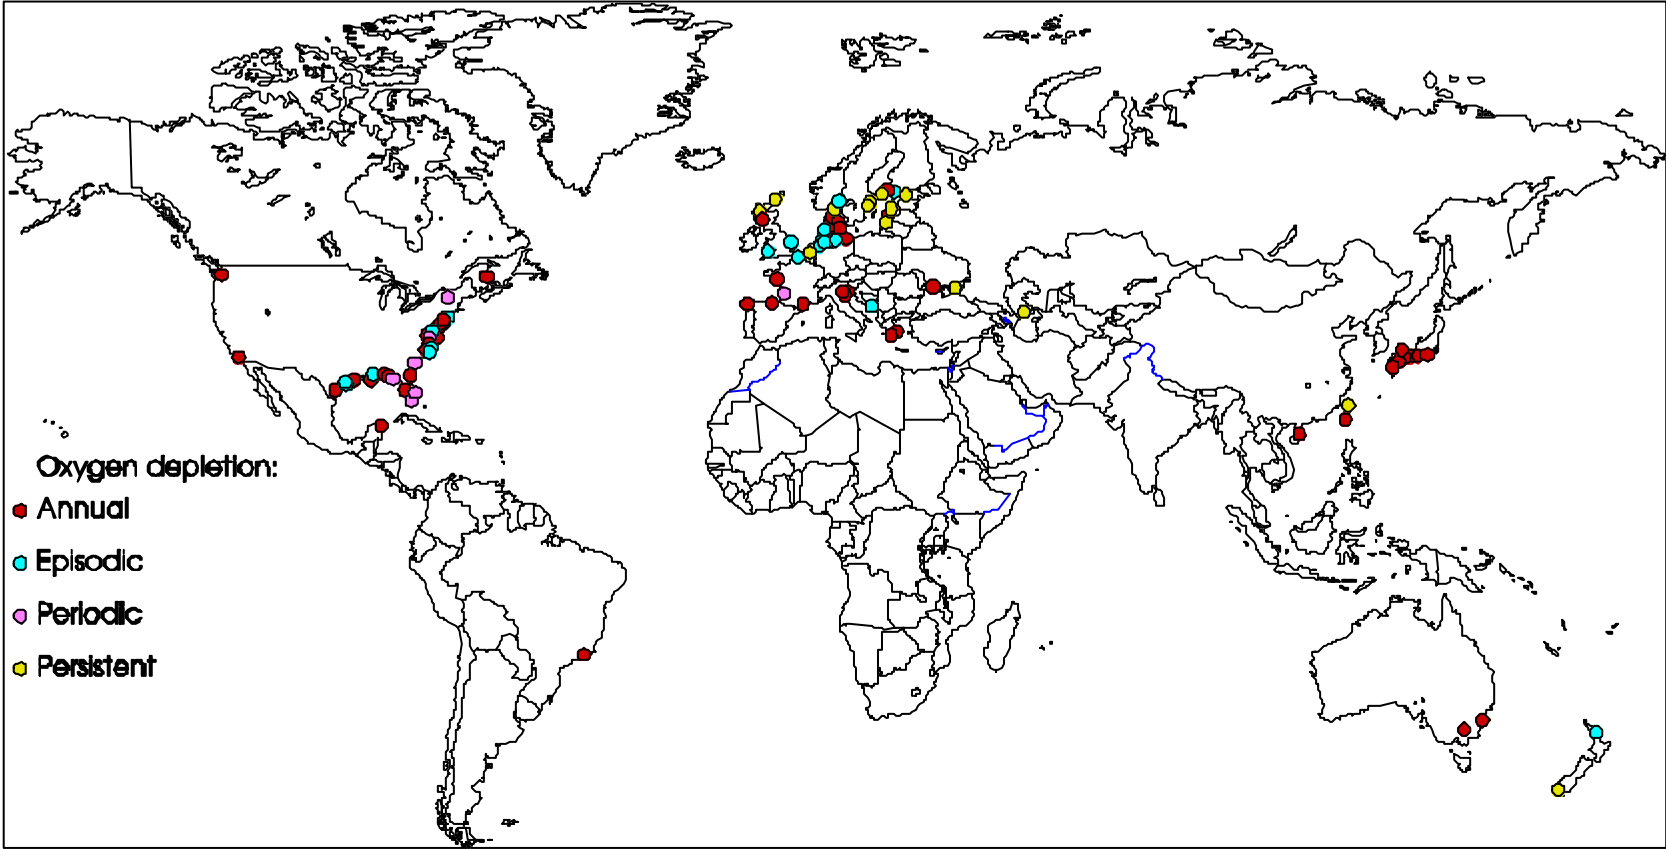 Oxygen depletion:
Annual
Episodic
Periodic
Persistent